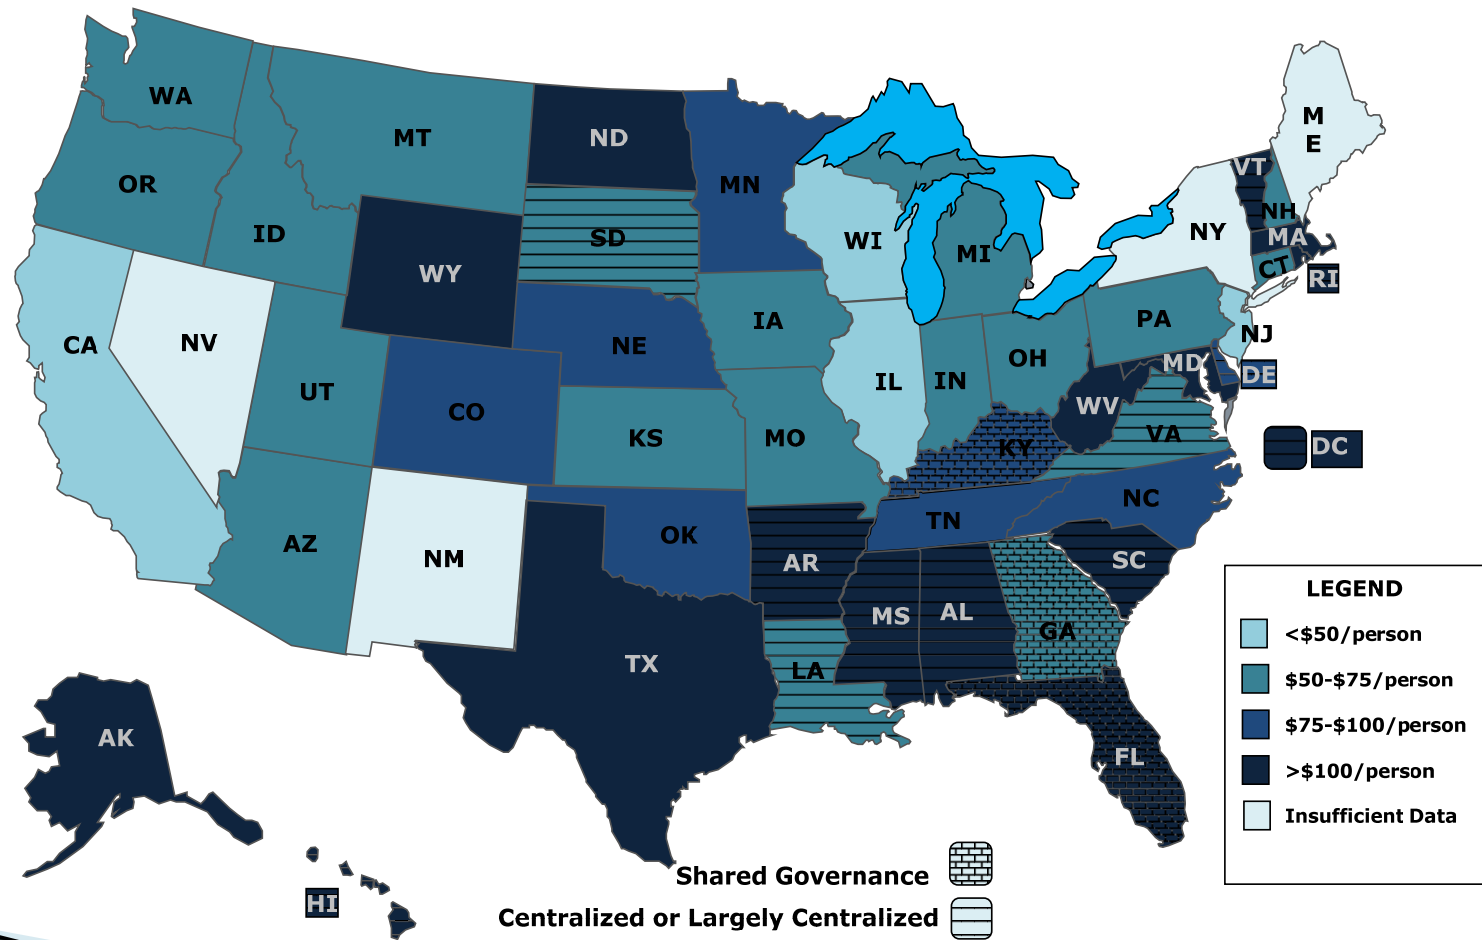 WA
MT
ND
OR
ID
MN
SD
WY
WI
MI
M
E
VT
NH
NY
MA
CT
RI
CA
NV
NE
IA
PA
NJ
UT
CO
IL
IN
OH
MD
DE
WV
KS
MO
KY
VA
DC
AZ
NM
OK
TN
NC
AR
SC
MS
AL
GA
TX
LA
FL
AK
HI
LEGEND
<$50/person
$50-$75/person
$75-$100/person
>$100/person
Insufficient Data
Shared Governance
Centralized or Largely Centralized